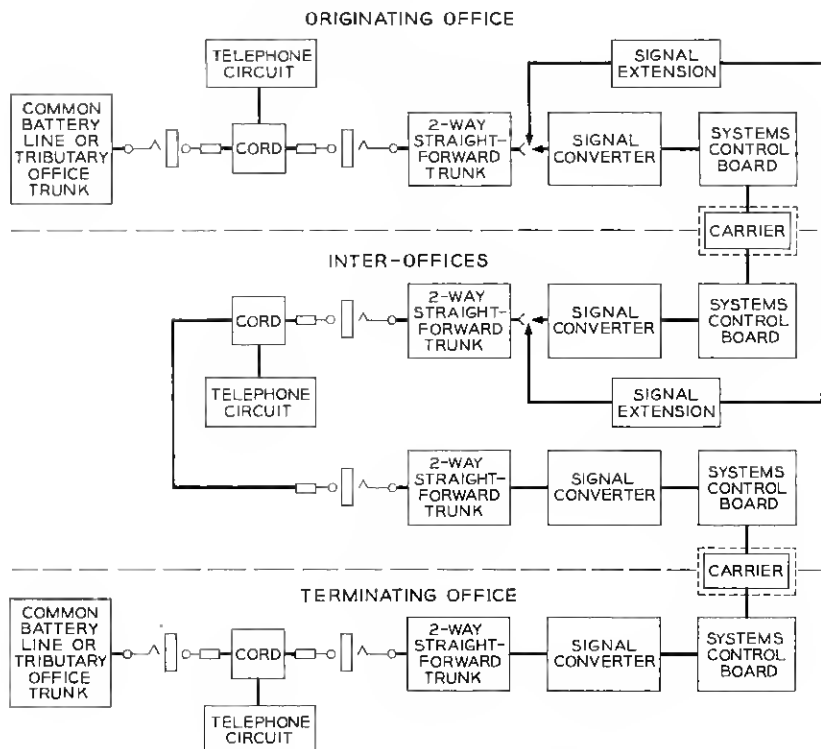 ORIGINATING OFFICE
TELEPHONE
CIRCUIT
SIGNAL
EXTENSION
COMMON
BATTERY
LINE OR
TRIBUTARY
OFFICE
TRUNK
CORD
2-WAY
STRAIGHT-
FORWARD
TRUNK
SIGNAL
CONVERTER
SYSTEMS
CONTROL
BOARD
CARRIER
INTER-OFFICES
CORD
TELEPHONE
CIRCUIT
2-WAY
STRAIGHT-
FORWARD
TRUNK
SIGNAL
CONVERTER
SYSTEMS
CONTROL
BOARD
SIGNAL
EXTENSION
2-WAY
STRAIGHT-
FORWARD
TRUNK
SIGNAL
CONVERTER
SYSTEMS
CONTROL
BOARD
CARRIER
TERMINATING OFFICE
COMMON
BATTERY
LINE OR
TRIBUTARY
OFFICE
TRUNK
CORD
TELEPHONE
CIRCUIT
2-WAY
STRAIGHT-
FORWARD
TRUNK
SIGNAL
CONVERTER
SYSTEMS
CONTROL
BOARD